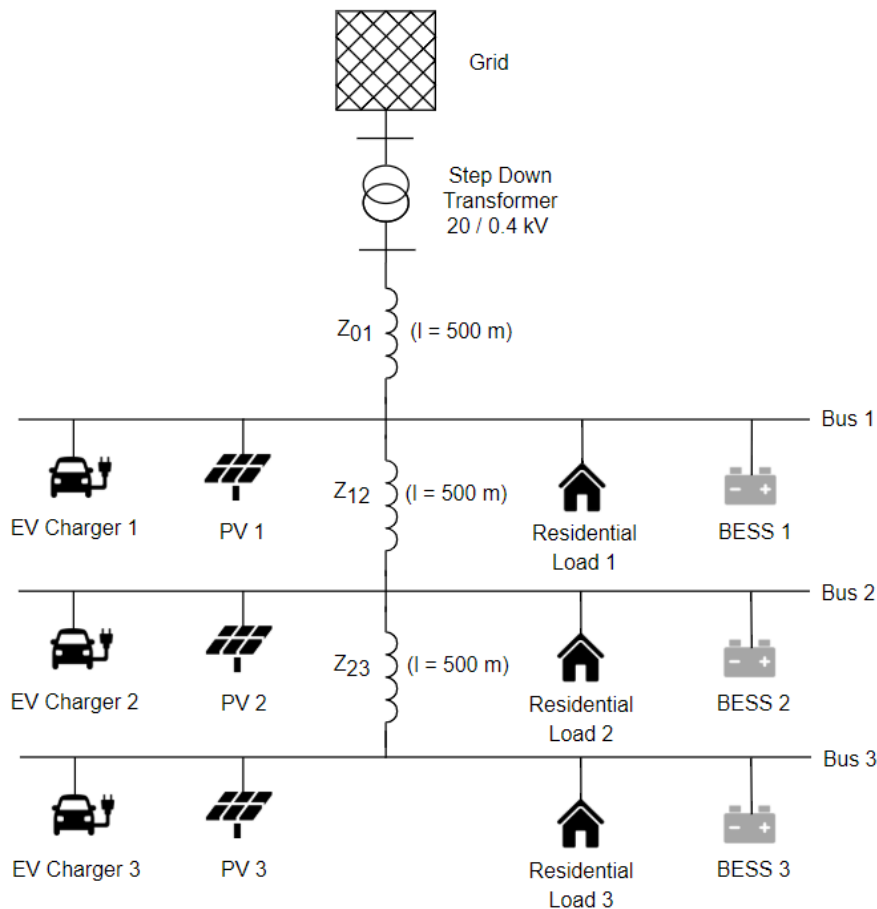 Grid
Step Down
Transformer
20 / 0.4 kV
Z01 (l = 500 m)
Bus 1
EV Charger 1
PV 1
Z12 (l = 500 m)
Residential
Load 1
BESS 1
Bus 2
EV Charger 2
PV 2
Z23 (l = 500 m)
Residential
Load 2
BESS 2
Bus 3
EV Charger 3
PV 3
Residential
Load 3
BESS 3